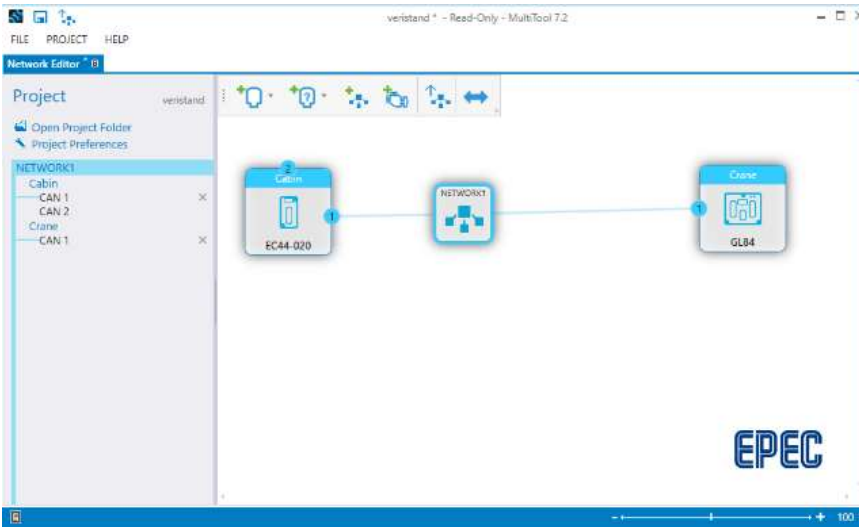 veristand * - Read-Only - MultiTool 7.2
FILE PROJECT HELP
Network Editor *
Project veristand
Open Project Folder
Project Preferences
NETWORK1
Cabin
CAN 1
CAN 2
Crane
CAN 1
2
Cabin
1
EC44-020
NETWORK1
Crane
1
GL84
EPEC
100